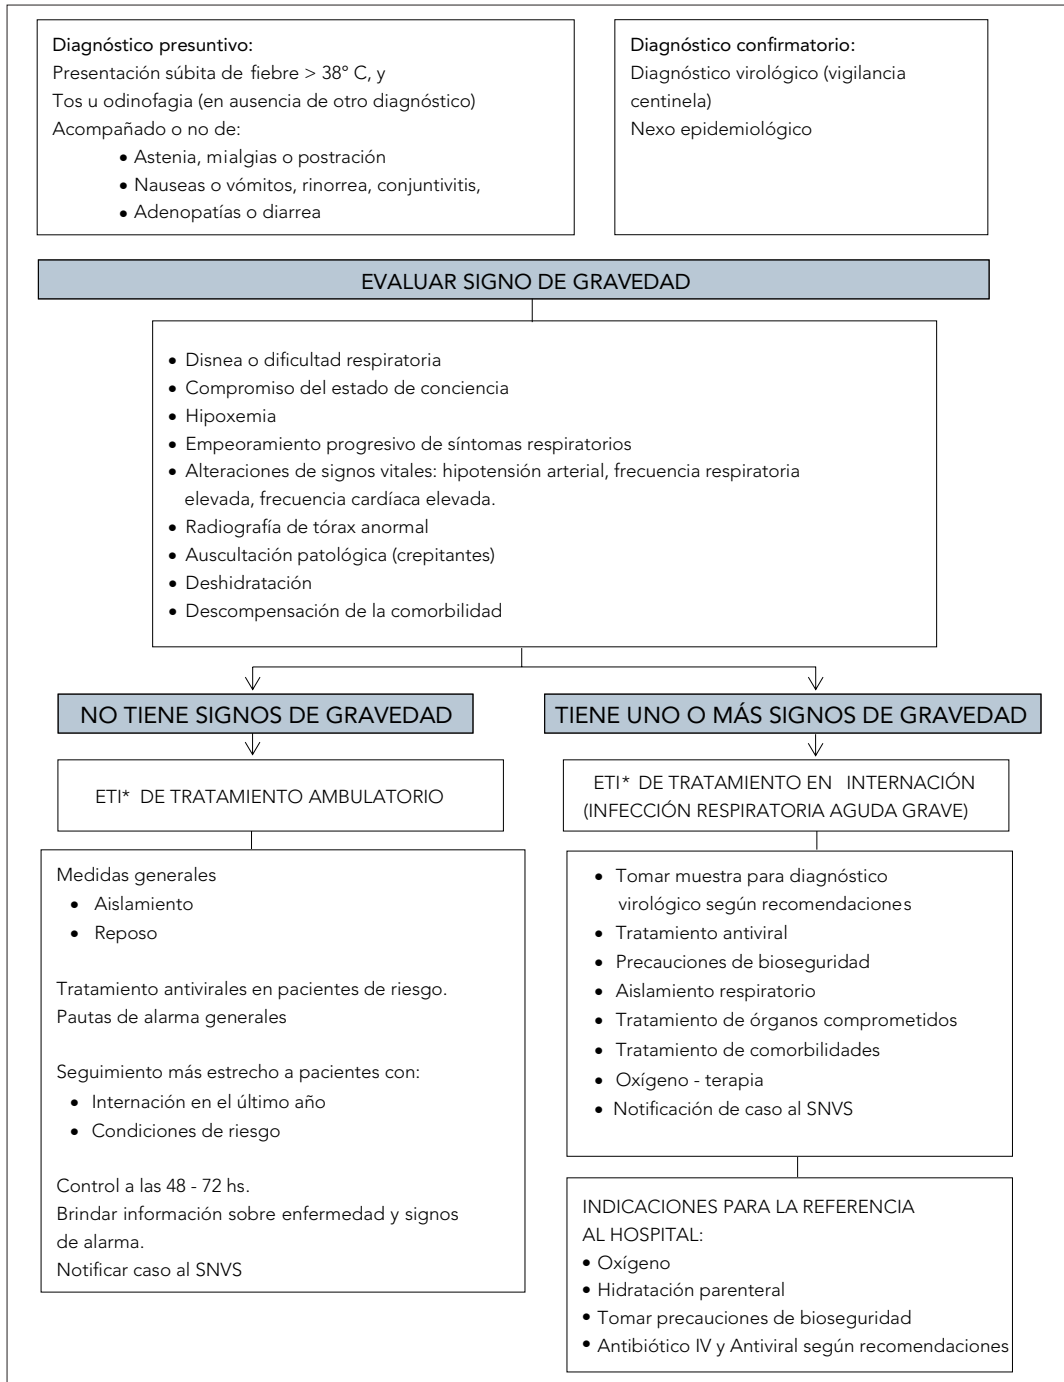 Diagnóstico presuntivo:
Presentación súbita de fiebre > 38° C, y
Tos u odinofagia (en ausencia de otro diagnóstico)
Acompañado o no de:
• Astenia, mialgias o postración
• Nauseas o vómitos, rinorrea, conjuntivitis,
• Adenopatías o diarrea
Diagnóstico confirmatorio:
Diagnóstico virológico (vigilancia
centinela)
Nexo epidemiológico
EVALUAR SIGNO DE GRAVEDAD
• Disnea o dificultad respiratoria
• Compromiso del estado de conciencia
• Hipoxemia
• Empeoramiento progresivo de síntomas respiratorios
• Alteraciones de signos vitales: hipotensión arterial, frecuencia respiratoria
elevada, frecuencia cardíaca elevada.
• Radiografía de tórax anormal
• Auscultación patológica (crepitantes)
• Deshidratación
• Descompensación de la comorbilidad
NO TIENE SIGNOS DE GRAVEDAD
ETI* DE TRATAMIENTO AMBULATORIO
Medidas generales
• Aislamiento
• Reposo
Tratamiento antivirales en pacientes de riesgo.
Pautas de alarma generales
Seguimiento más estrecho a pacientes con:
• Internación en el último año
• Condiciones de riesgo
Control a las 48 - 72 hs.
Brindar información sobre enfermedad y signos
de alarma.
Notificar caso al SNVS
TIENE UNO O MÁS SIGNOS DE GRAVEDAD
ETI* DE TRATAMIENTO EN INTERNACIÓN
(INFECCIÓN RESPIRATORIA AGUDA GRAVE)
• Tomar muestra para diagnóstico
virológico según recomendaciones
• Tratamiento antiviral
• Precauciones de bioseguridad
• Aislamiento respiratorio
• Tratamiento de órganos comprometidos
• Tratamiento de comorbilidades
• Oxígeno - terapia
• Notificación de caso al SNVS
INDICACIONES PARA LA REFERENCIA
AL HOSPITAL:
• Oxígeno
• Hidratación parenteral
• Tomar precauciones de bioseguridad
• Antibiótico IV y Antiviral según recomendaciones